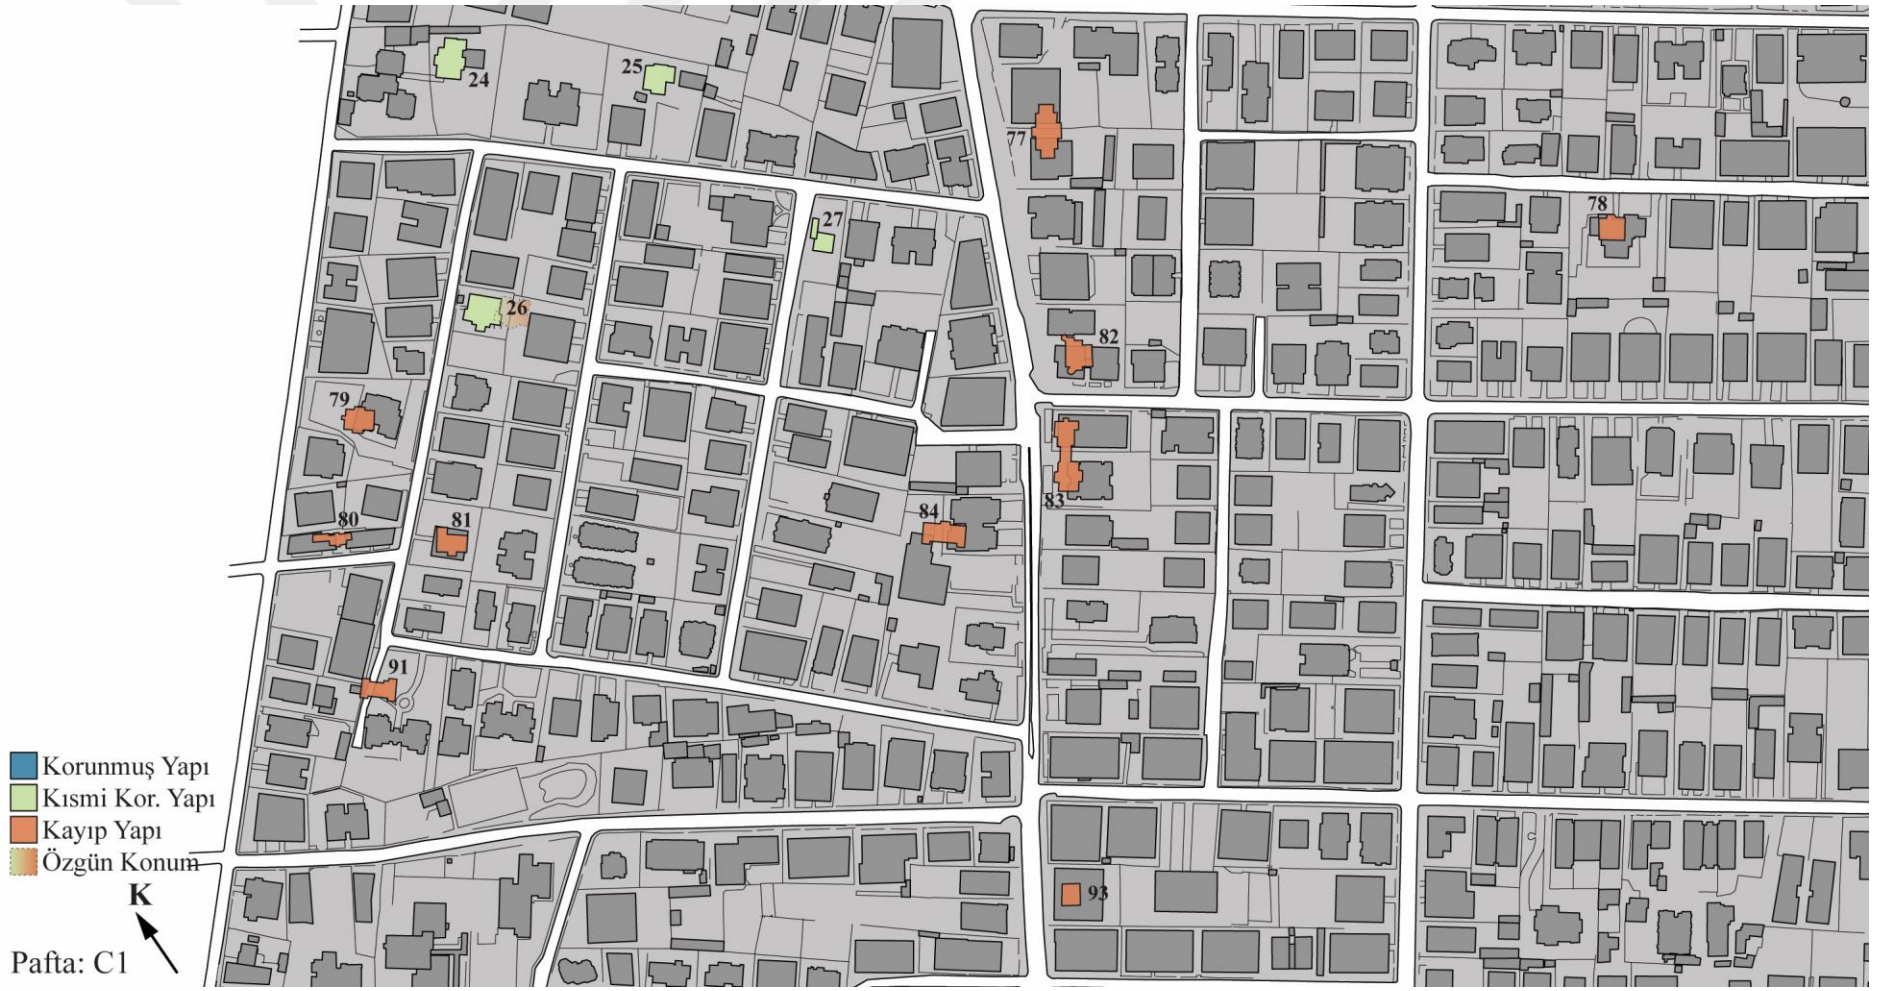 24
25
77
27
78
26
82
79
83
80
81
84
91
Korunmuş Yapı
Kısmi Kor. Yapı
Kayıp Yapı
Özgün Konum
K
93
Pafta: C1